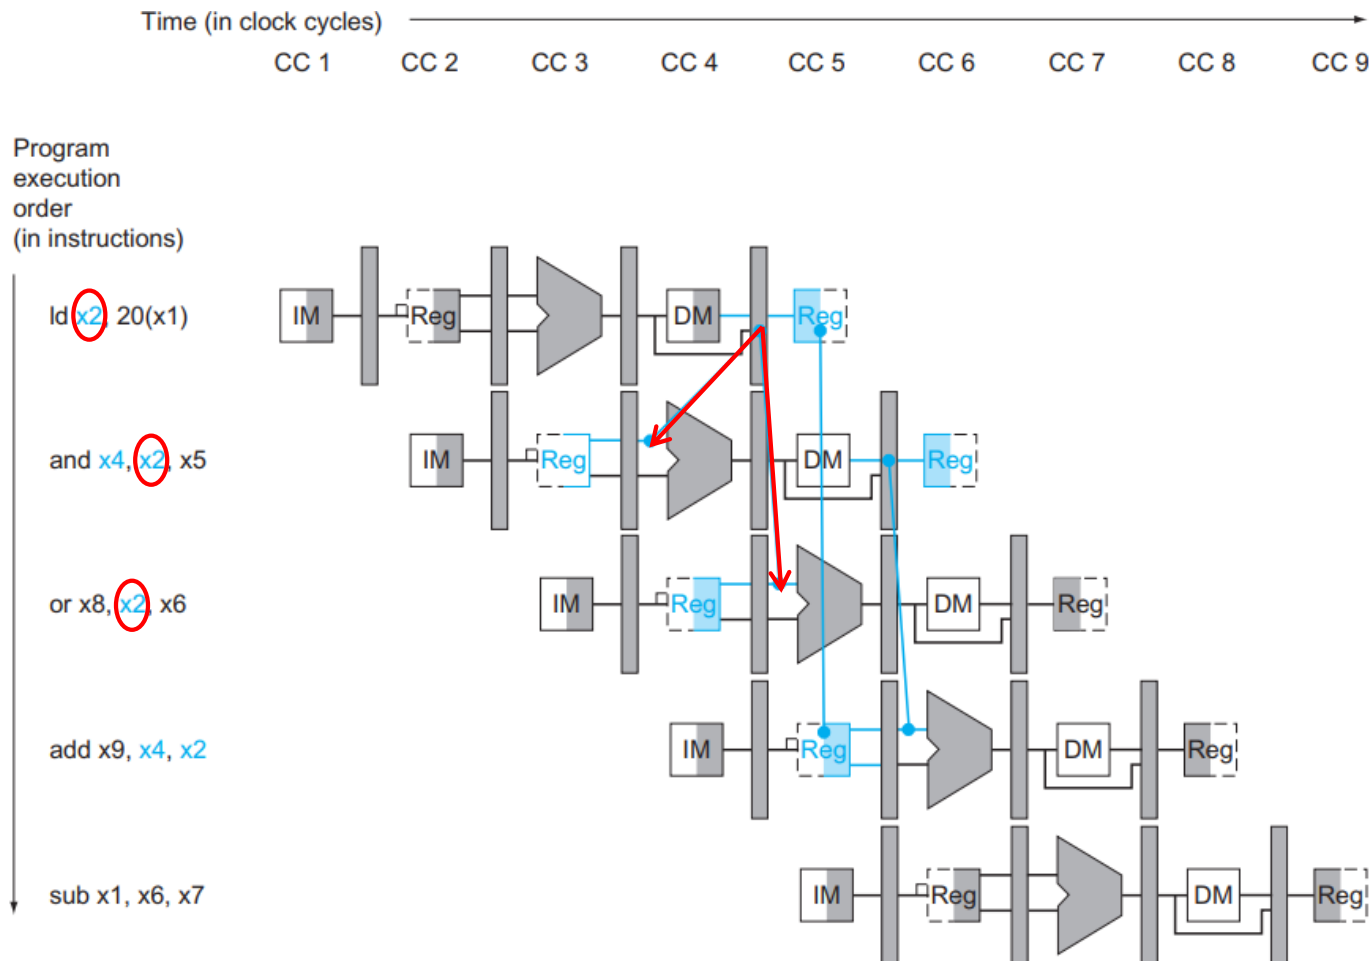 Time (in clock cycles)
CC 1 CC 2 CC 3 CC 4 CC 5 CC 6 CC 7 CC 8 CC 9
Program
execution
order
(in instructions)
ld x2, 20(x1)
IM Reg DM Reg
and x4, x2, x5
IM Reg DM Reg
or x8, x2, x6
IM Reg DM Reg
add x9, x4, x2
IM Reg DM Reg
sub x1, x6, x7
IM Reg DM Reg